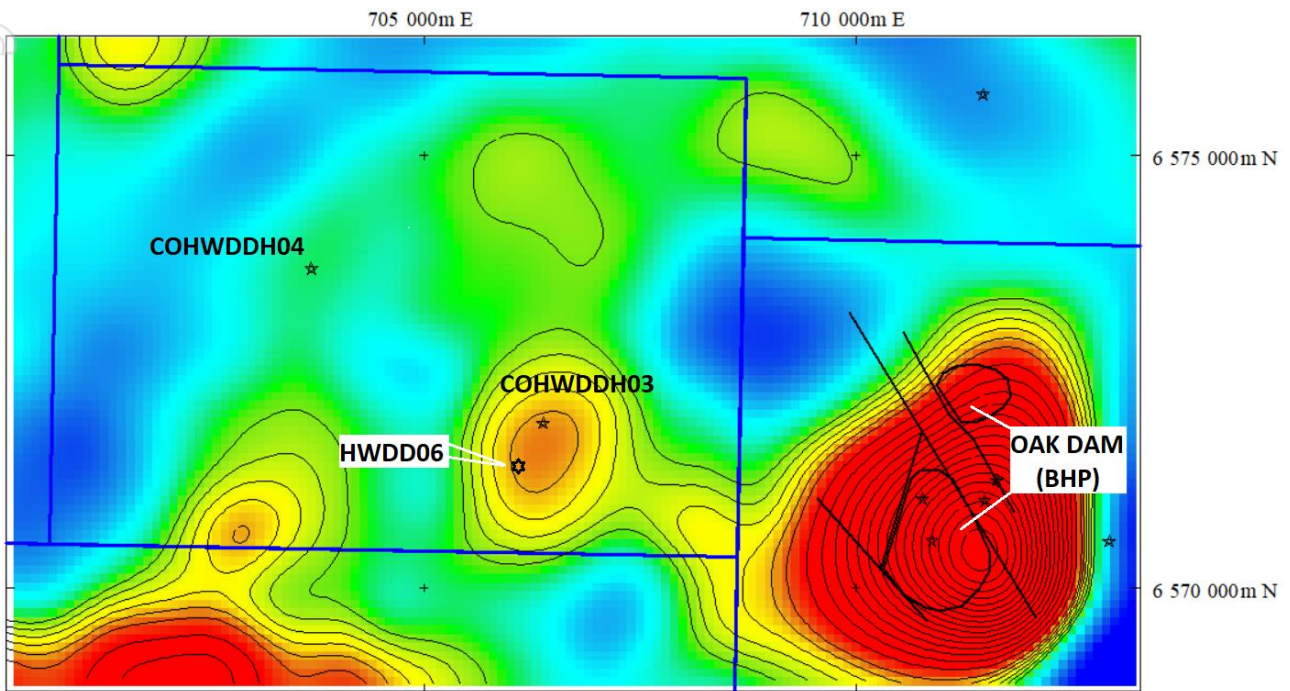 705 000m E
710 000m E
6 575 000m N
COHWDDH04
COHWDDH03
HWDD06
OAK DAM
(BHP)
6 570 000m N